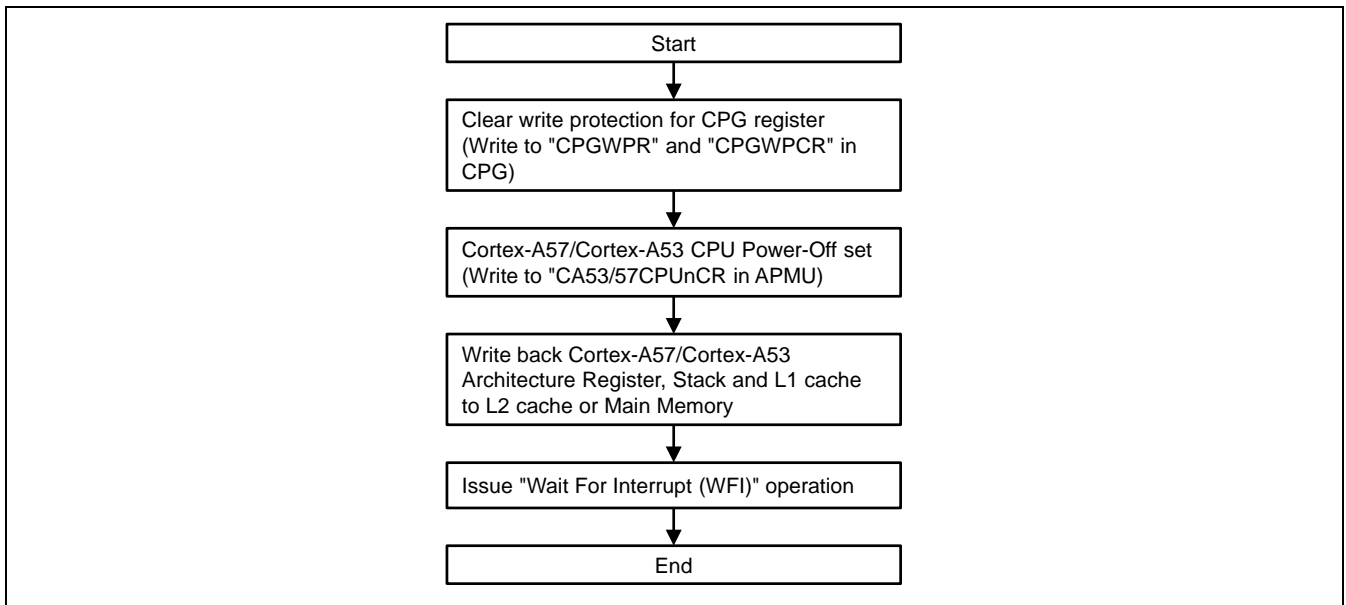 Start
Clear write protection for CPG register
(Write to "CPGWPR" and "CPGWPCR" in
CPG)
Cortex-A57/Cortex-A53 CPU Power-Off set
(Write to "CA53/57CPUnCR in APMU)
Write back Cortex-A57/Cortex-A53
Architecture Register, Stack and L1 cache
to L2 cache or Main Memory
Issue "Wait For Interrupt (WFI)" operation
End